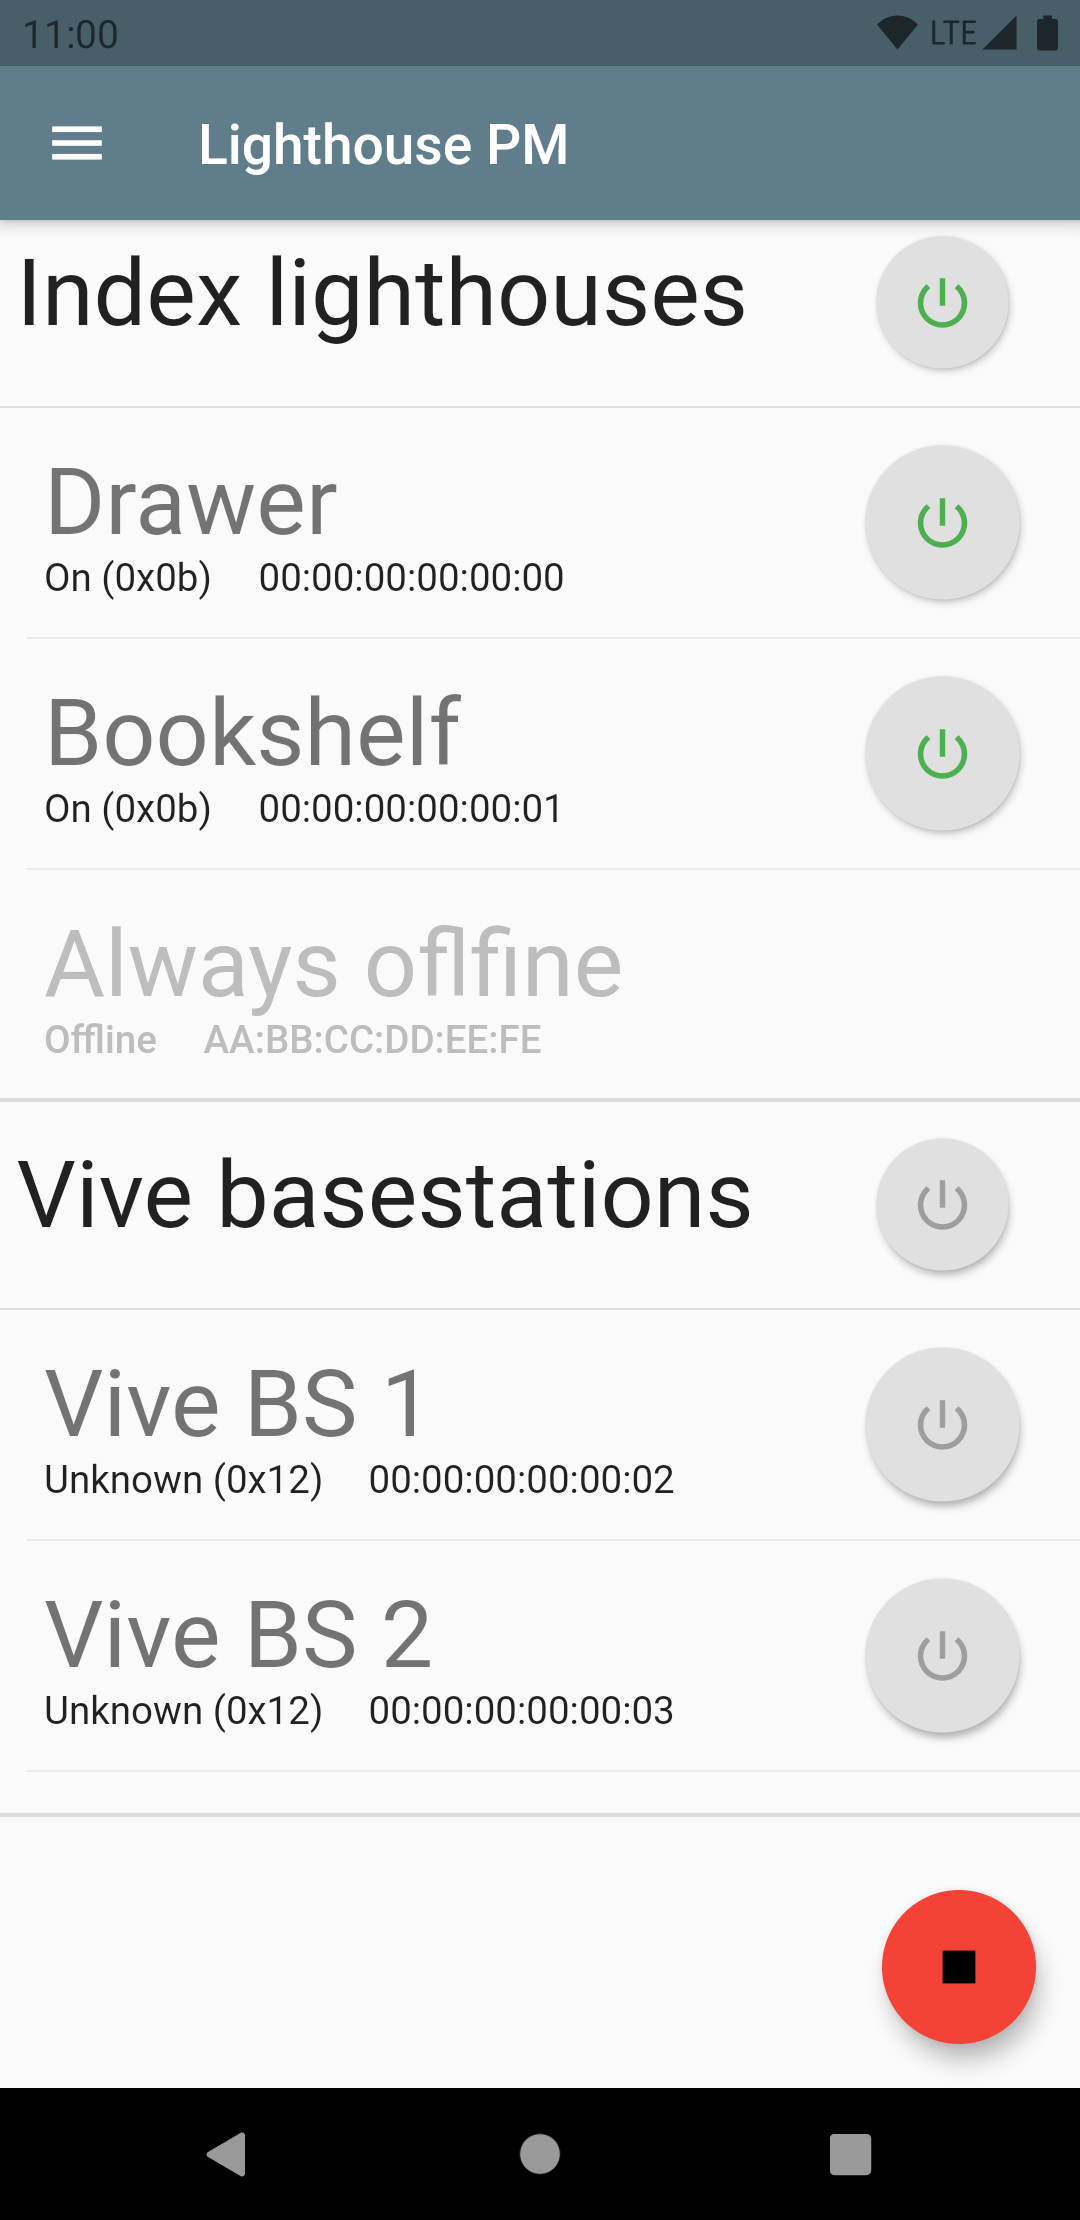 11:00 LTE
Lighthouse PM
Index lighthouses
Drawer
On (0x0b) 00:00:00:00:00:00
Bookshelf
On (0x0b) 00:00:00:00:00:01
Always oflfine
Offline AA:BB:CC:DD:EE:FE
Vive basestations
Vive BS 1
Unknown (0x12) 00:00:00:00:00:02
Vive BS 2
Unknown (0x12) 00:00:00:00:00:03